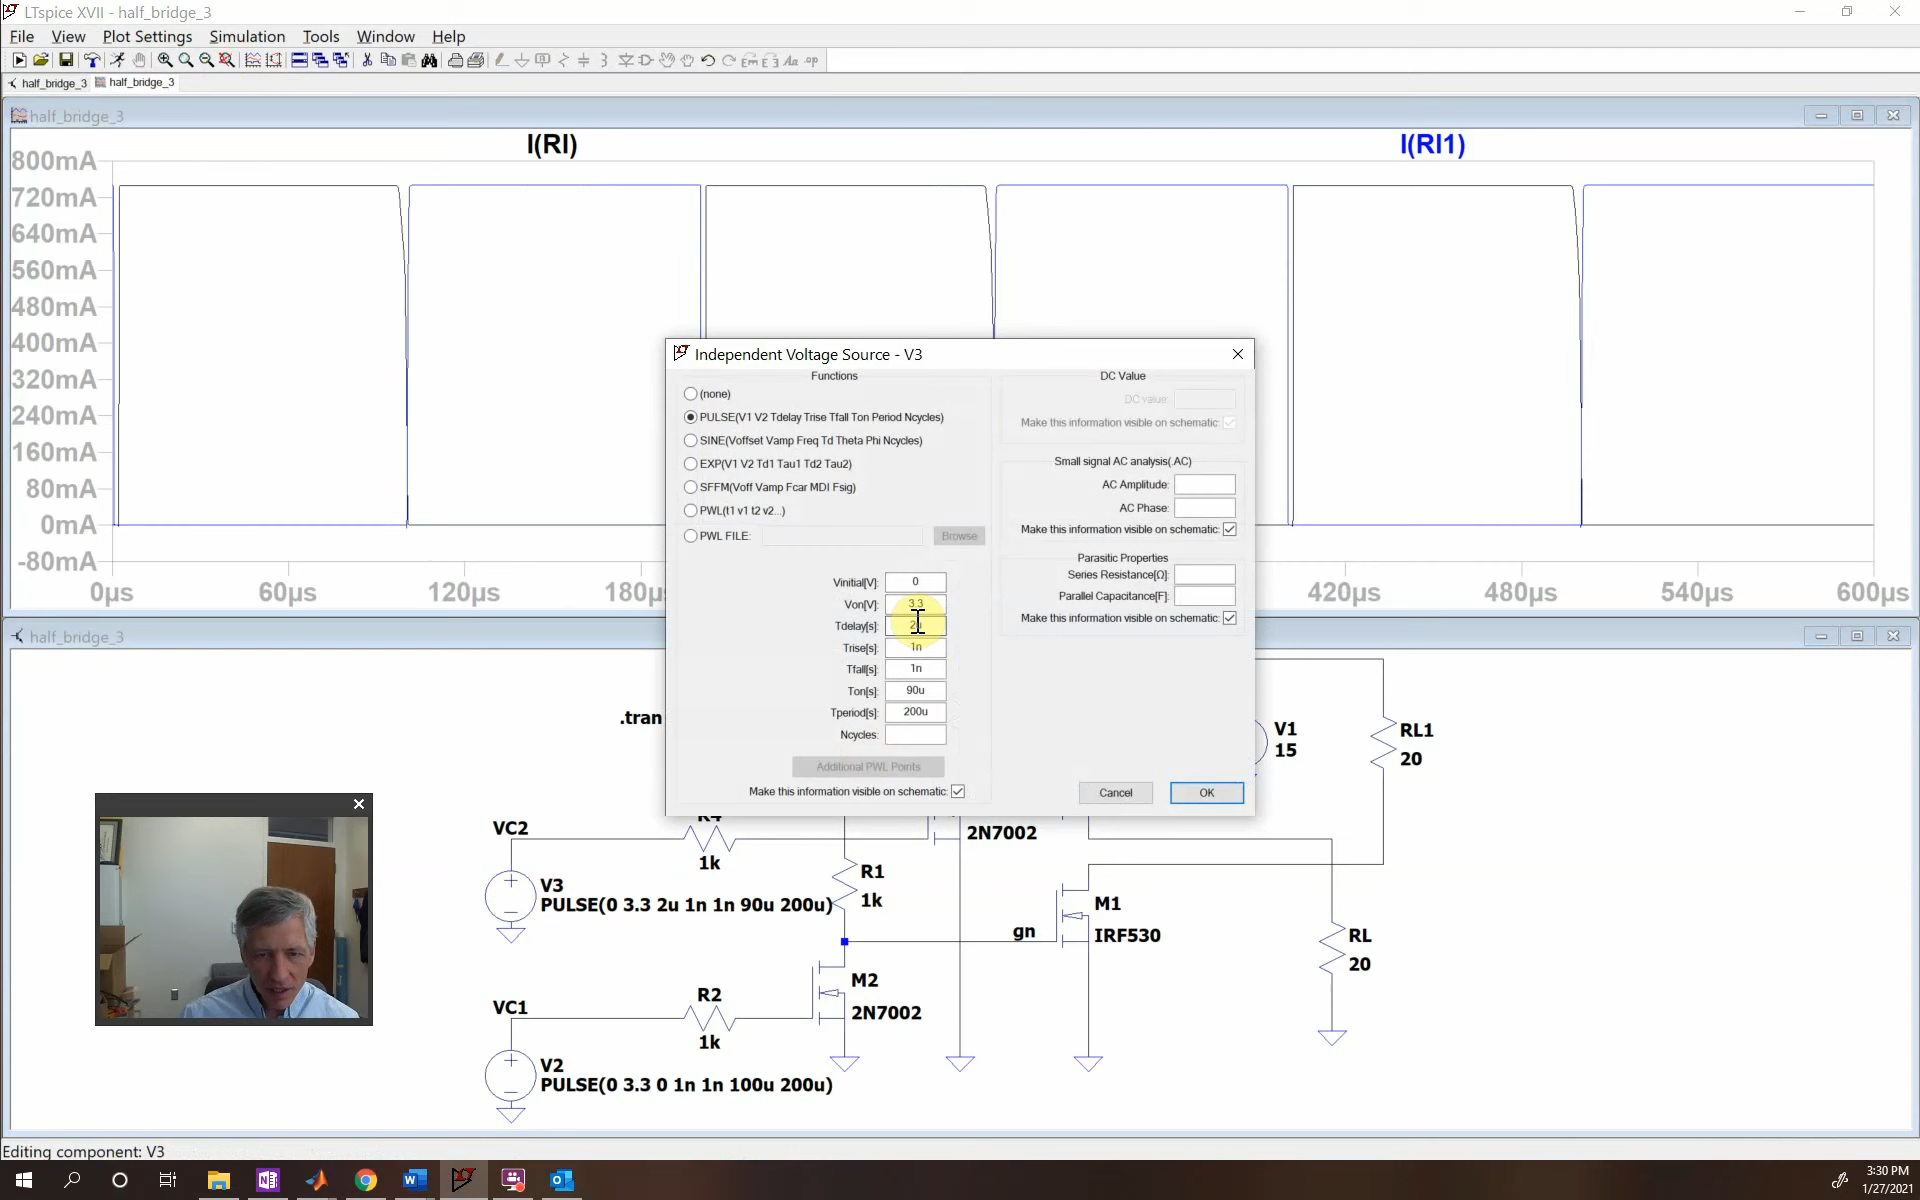 LTspice XVII - half_bridge_3
File View Plot Settings Simulation Tools Window Help
half_bridge_3 half_bridge_3
half_bridge_3
I(Rl) I(Rl1)
800mA
720mA
640mA
560mA
480mA
400mA
320mA
240mA
160mA
80mA
0mA
-80mA
0µs 60µs 120µs 180µs 420µs 480µs 540µs 600µs
Independent Voltage Source - V3
Functions
(none)
PULSE(V1 V2 Tdelay Trise Tfall Ton Period Ncycles)
SINE(Voffset Vamp Freq Td Theta Phi Ncycles)
EXP(V1 V2 Td1 Tau1 Td2 Tau2)
SFFM(Voff Vamp Fcar MDI Fsig)
PWL(t1 v1 t2 v2...)
PWL FILE: Browse
Vinitial[V]: 0
Von[V]: 3.3
Tdelay[s]: 2u
Trise[s]: 1n
Tfall[s]: 1n
Ton[s]: 90u
Tperiod[s]: 200u
Ncycles:
Additional PWL Points
Make this information visible on schematic:
DC Value
DC value:
Make this information visible on schematic:
Small signal AC analysis(.AC)
AC Amplitude:
AC Phase:
Make this information visible on schematic:
Parasitic Properties
Series Resistance[Ω]:
Parallel Capacitance[F]:
Make this information visible on schematic:
Cancel OK
half_bridge_3
.tran
V1
15
RL1
20
VC2
R4
1k
2N7002
V3
PULSE(0 3.3 2u 1n 1n 90u 200u)
R1
1k
gn
M1
IRF530
RL
20
VC1
R2
1k
M2
2N7002
V2
PULSE(0 3.3 0 1n 1n 100u 200u)
Editing component: V3
3:30 PM
1/27/2021